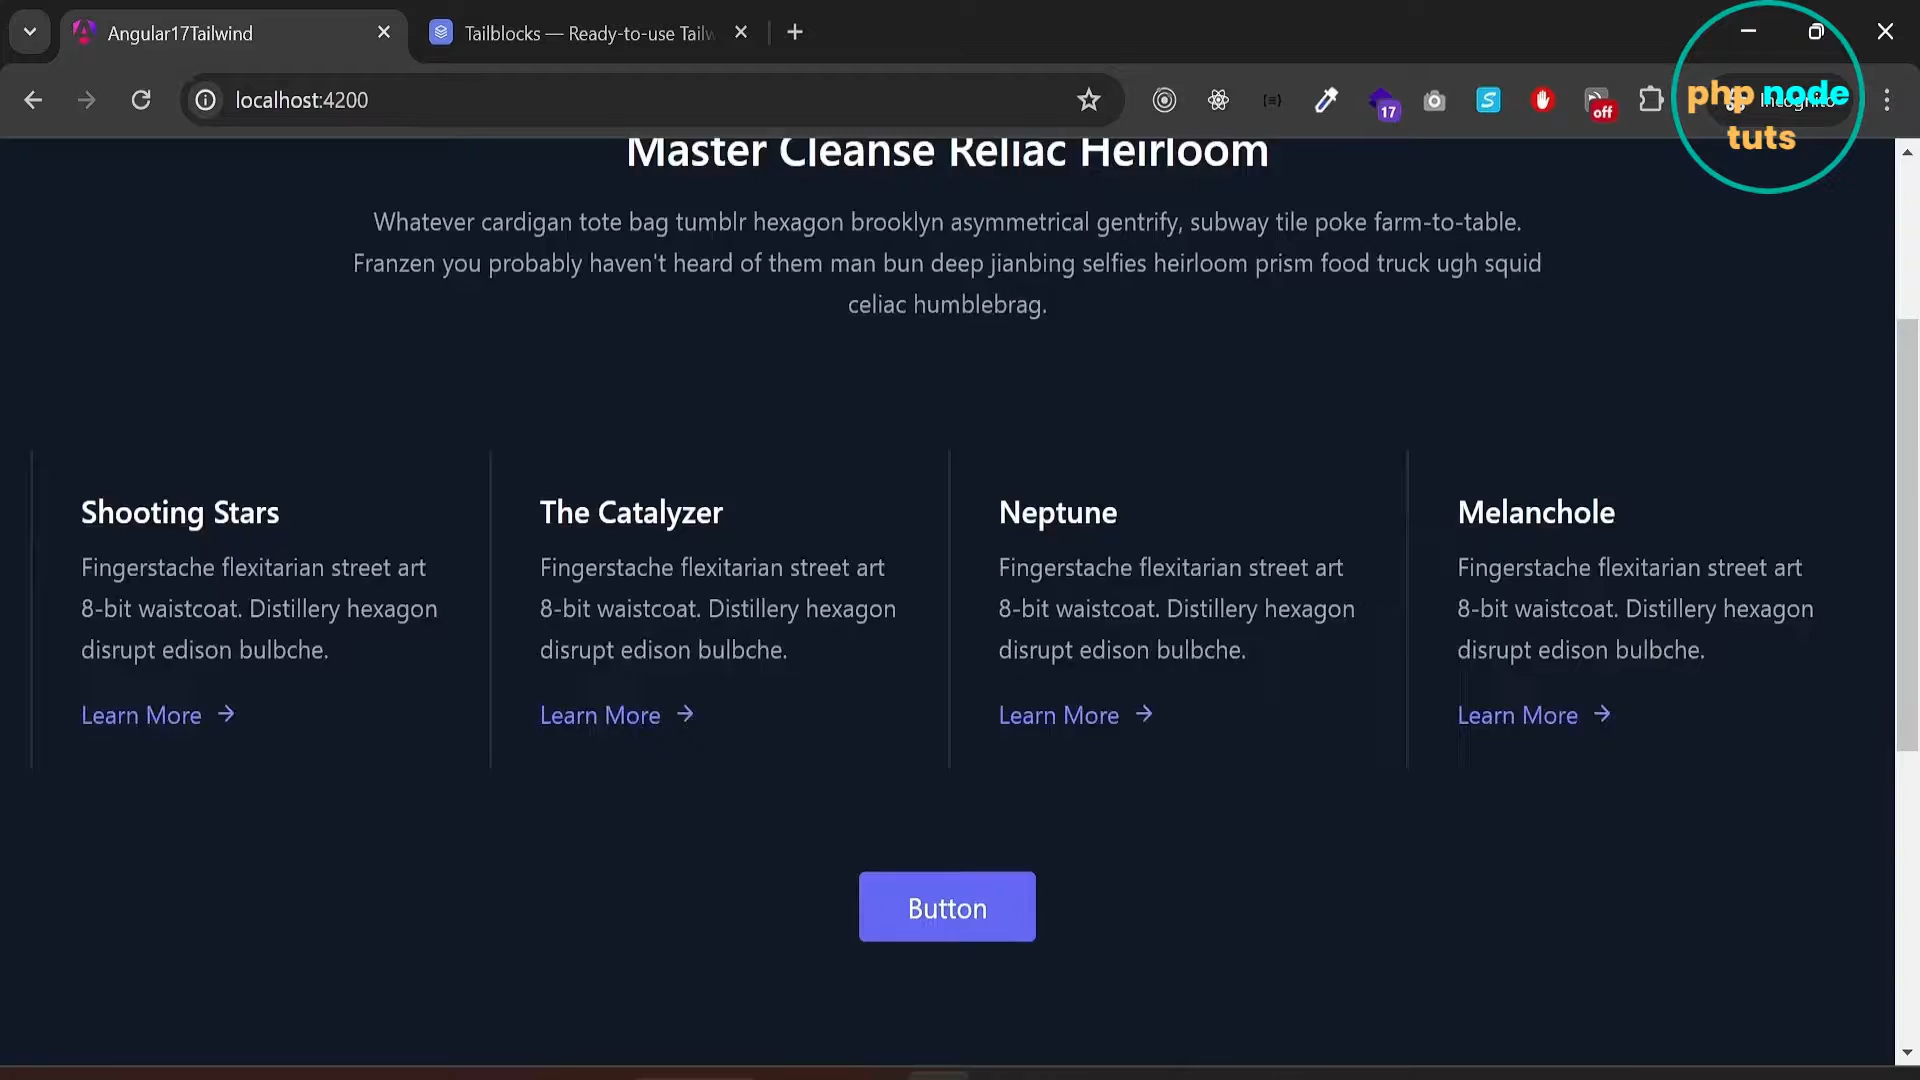 Angular17Tailwind
Tailblocks — Ready-to-use Tailw
localhost:4200
17
off
php node
tuts
Master Cleanse Reliac Heirloom
Whatever cardigan tote bag tumblr hexagon brooklyn asymmetrical gentrify, subway tile poke farm-to-table.
Franzen you probably haven't heard of them man bun deep jianbing selfies heirloom prism food truck ugh squid
celiac humblebrag.
Shooting Stars
Fingerstache flexitarian street art
8-bit waistcoat. Distillery hexagon
disrupt edison bulbche.
Learn More
The Catalyzer
Fingerstache flexitarian street art
8-bit waistcoat. Distillery hexagon
disrupt edison bulbche.
Learn More
Neptune
Fingerstache flexitarian street art
8-bit waistcoat. Distillery hexagon
disrupt edison bulbche.
Learn More
Melanchole
Fingerstache flexitarian street art
8-bit waistcoat. Distillery hexagon
disrupt edison bulbche.
Learn More
Button